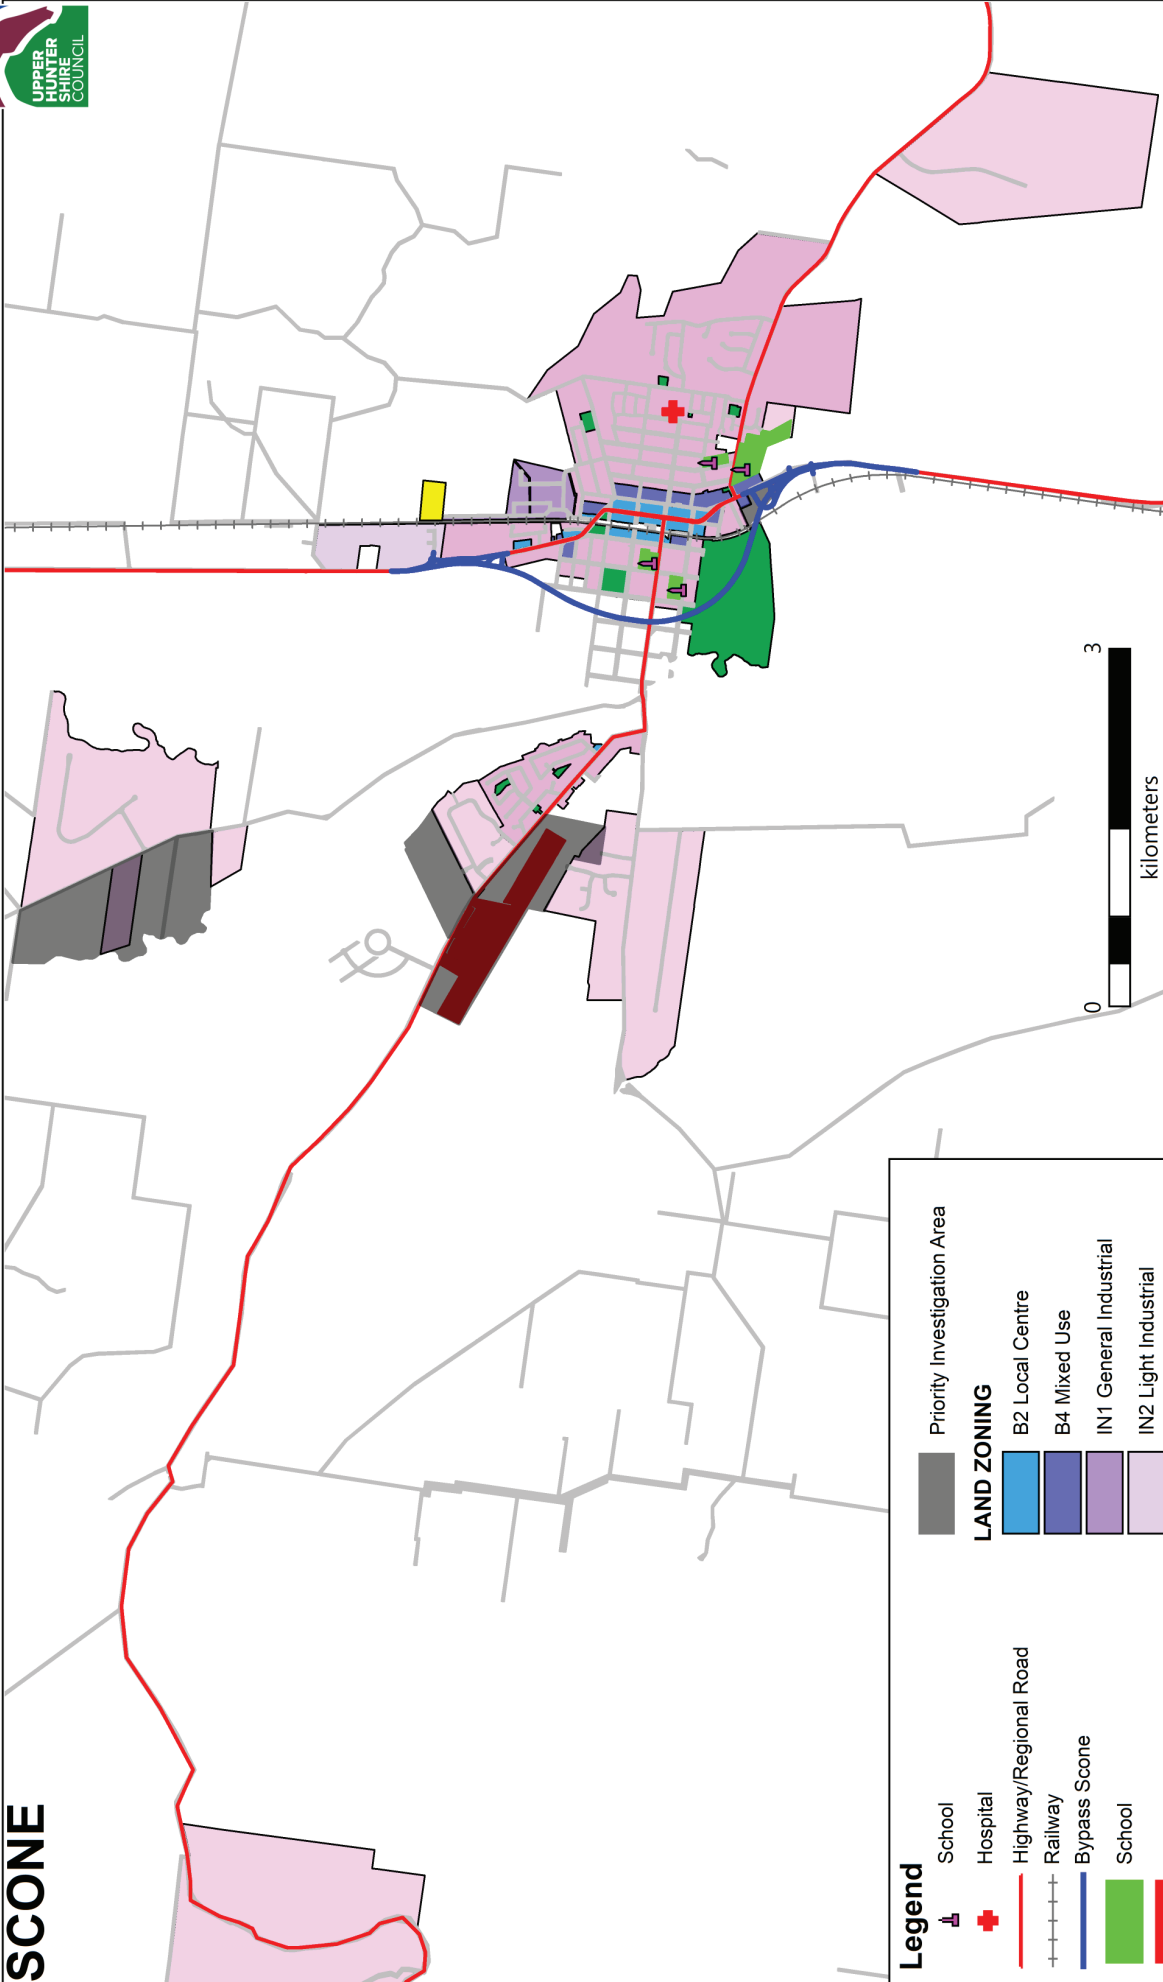 SCONE
UPPER
HUNTER
SHIRE
COUNCIL
Legend
School
Hospital
Highway/Regional Road
Railway
Bypass Scone
School
Priority Investigation Area
LAND ZONING
B2 Local Centre
B4 Mixed Use
IN1 General Industrial
IN2 Light Industrial
0
3
kilometers